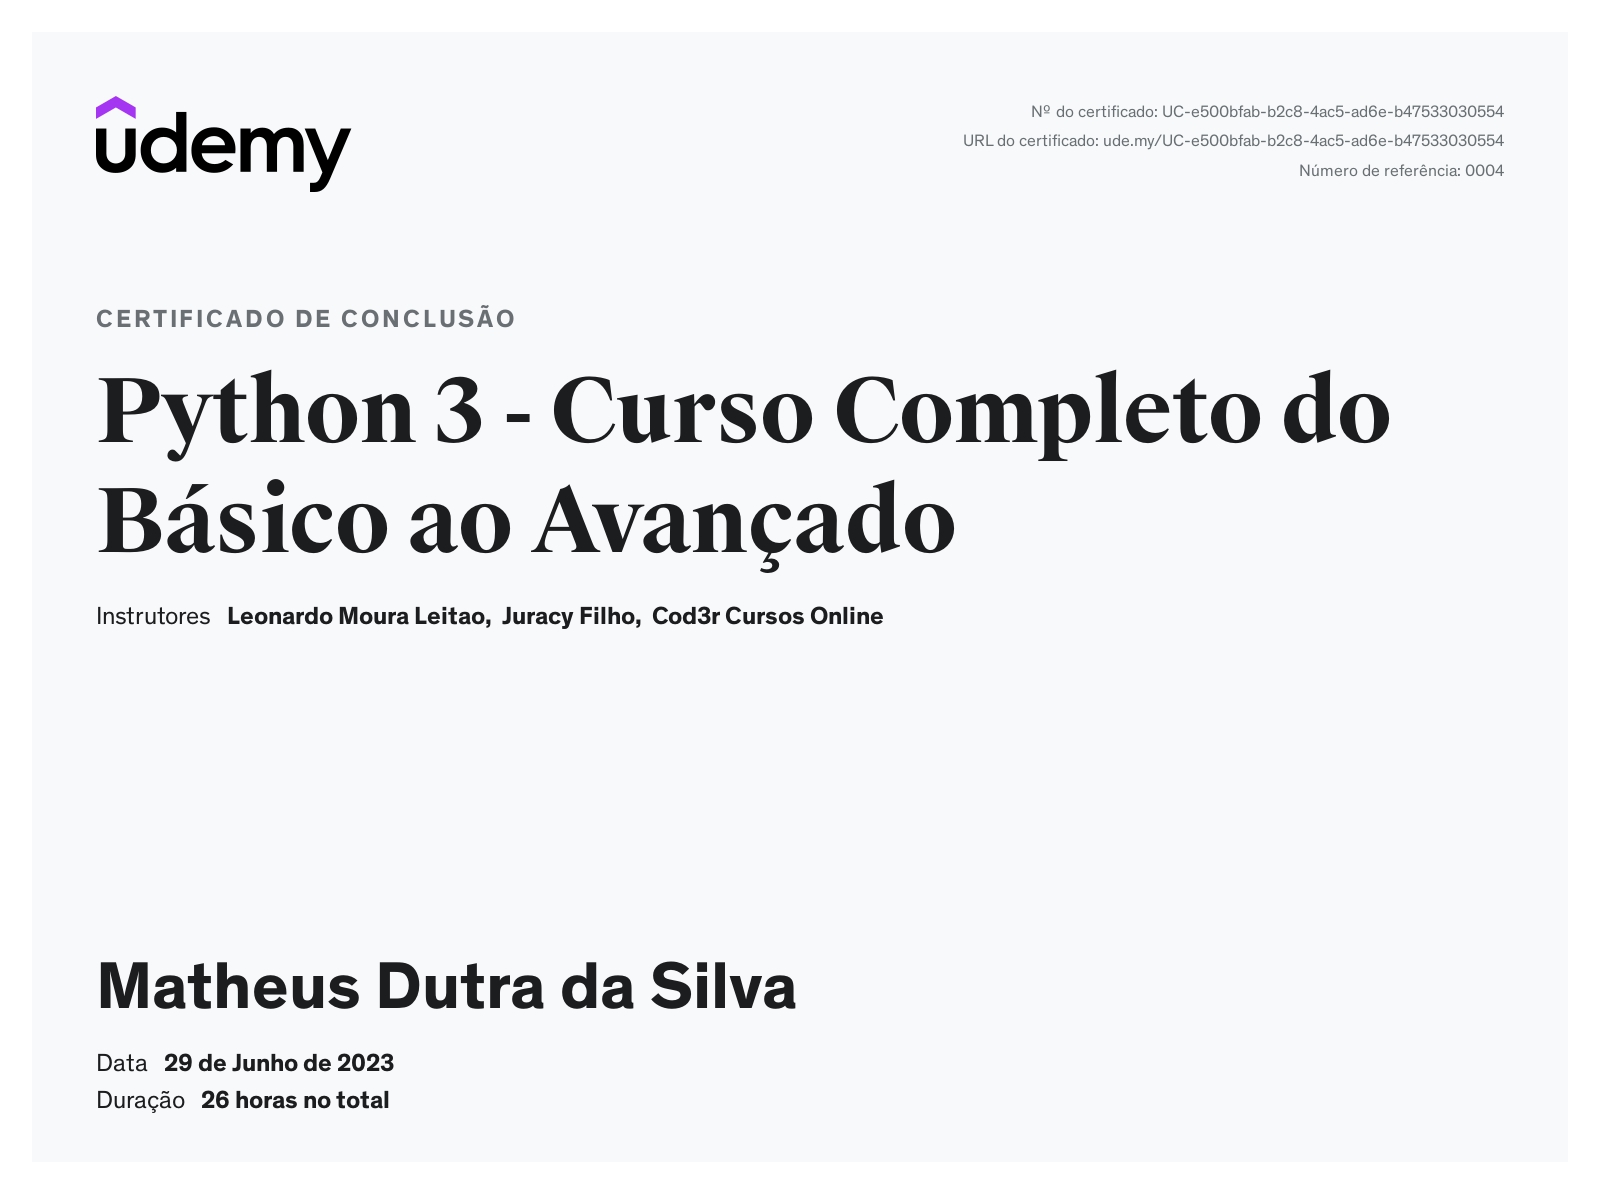 udemy
Nº do certificado: UC-e500bfab-b2c8-4ac5-ad6e-b47533030554
URL do certificado: ude.my/UC-e500bfab-b2c8-4ac5-ad6e-b47533030554
Número de referência: 0004
CERTIFICADO DE CONCLUSÃO
Python 3 - Curso Completo do
Básico ao Avançado
Instrutores Leonardo Moura Leitao, Juracy Filho, Cod3r Cursos Online
Matheus Dutra da Silva
Data 29 de Junho de 2023
Duração 26 horas no total